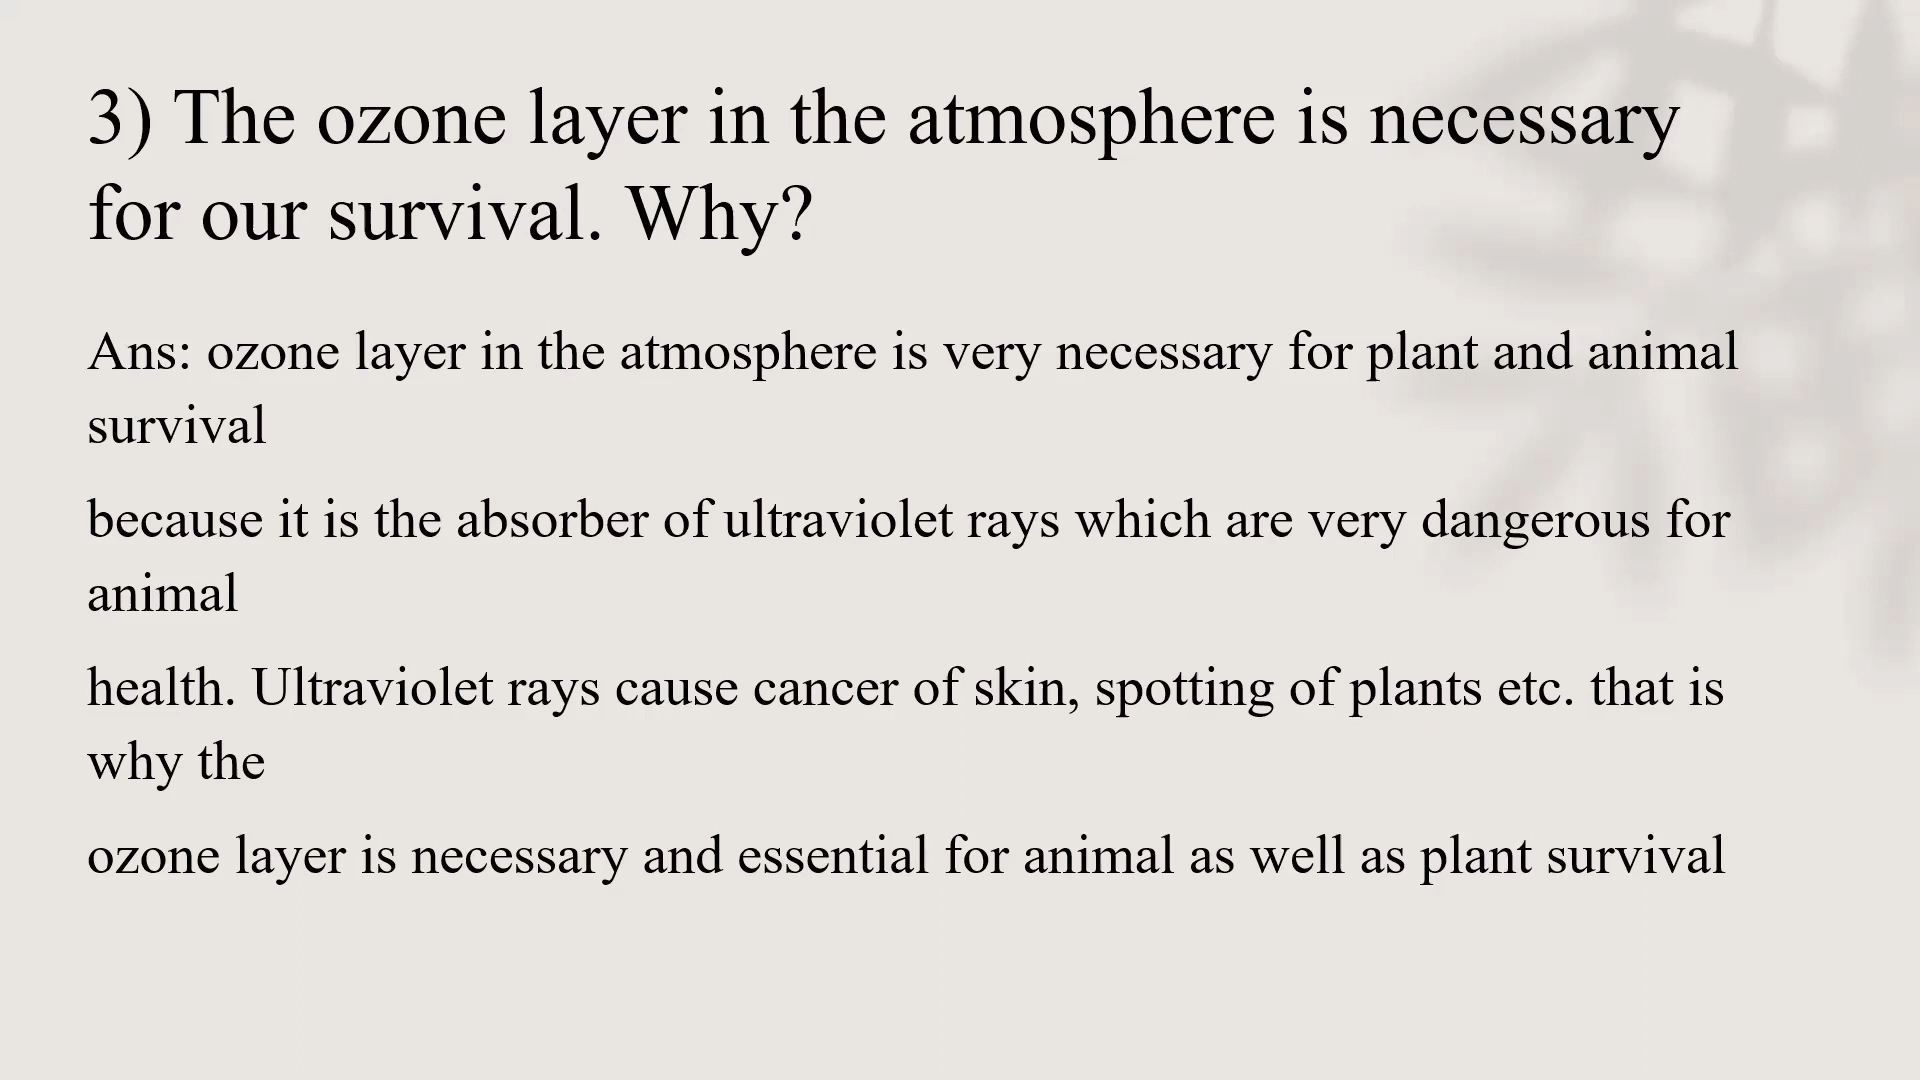 3) The ozone layer in the atmosphere is necessary
for our survival. Why?
Ans: ozone layer in the atmosphere is very necessary for plant and animal
survival
because it is the absorber of ultraviolet rays which are very dangerous for
animal
health. Ultraviolet rays cause cancer of skin, spotting of plants etc. that is
why the
ozone layer is necessary and essential for animal as well as plant survival